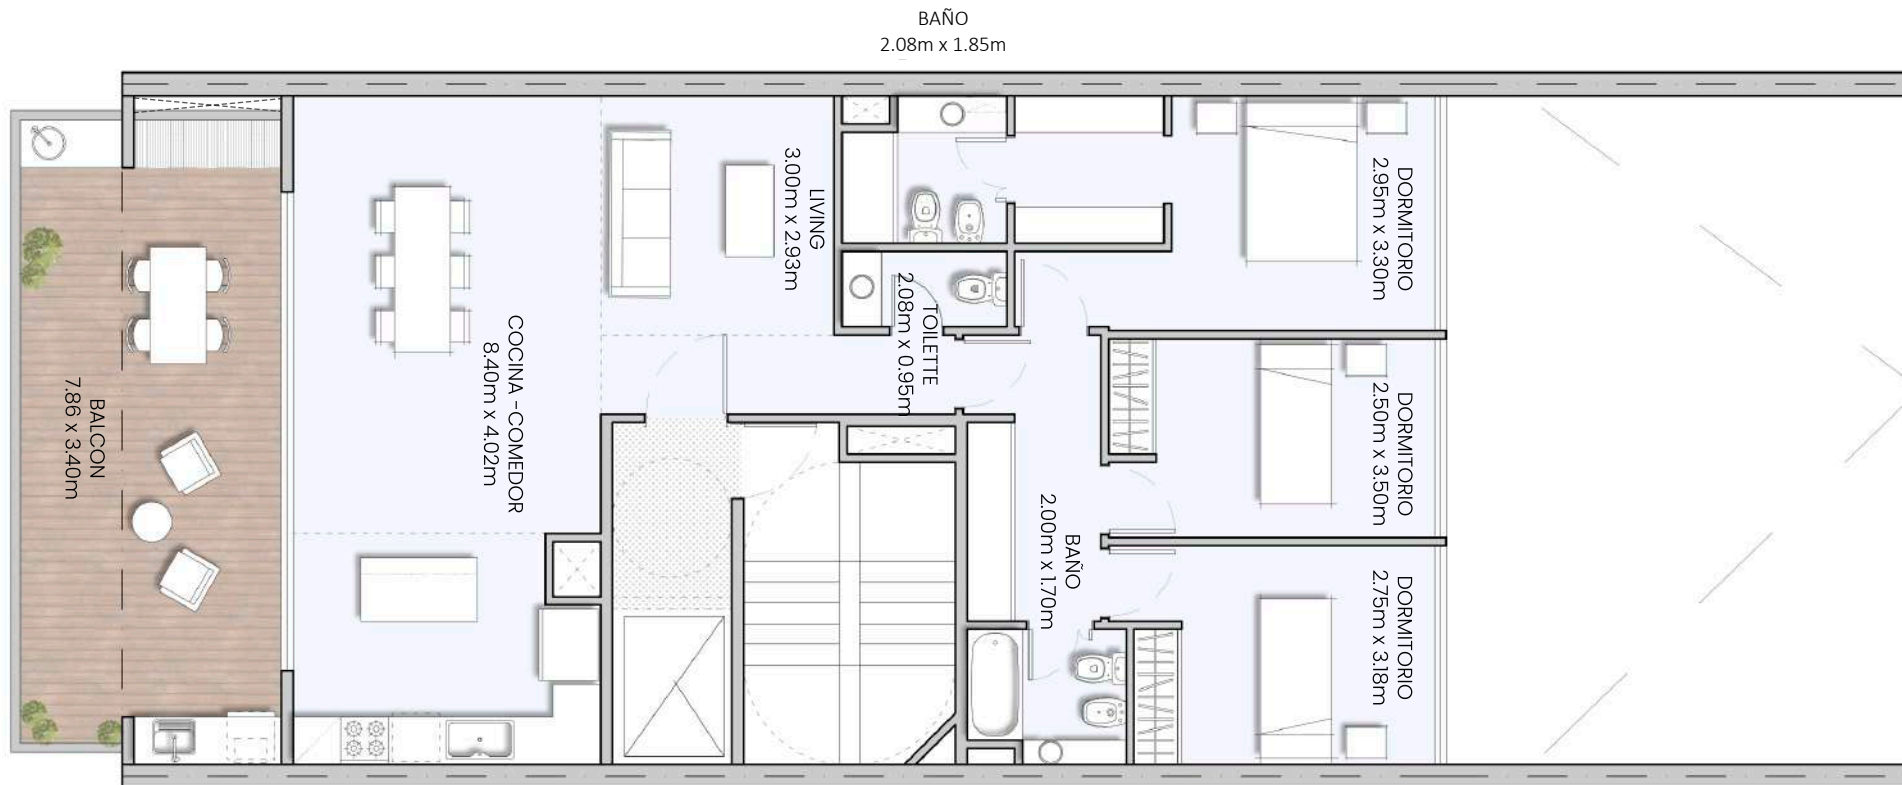 BAÑO
2.08m x 1.85m
LIVING
3.00m x 2.93m
DORMITORIO
2.95m x 3.30m
TOILETTE
2.08m x 0.95m
COCINA -COMEDOR
8.40m x 4.02m
BALCON
7.86 x 3.40m
DORMITORIO
2.50m x 3.50m
BAÑO
2.00m x 1.70m
DORMITORIO
2.75m x 3.18m